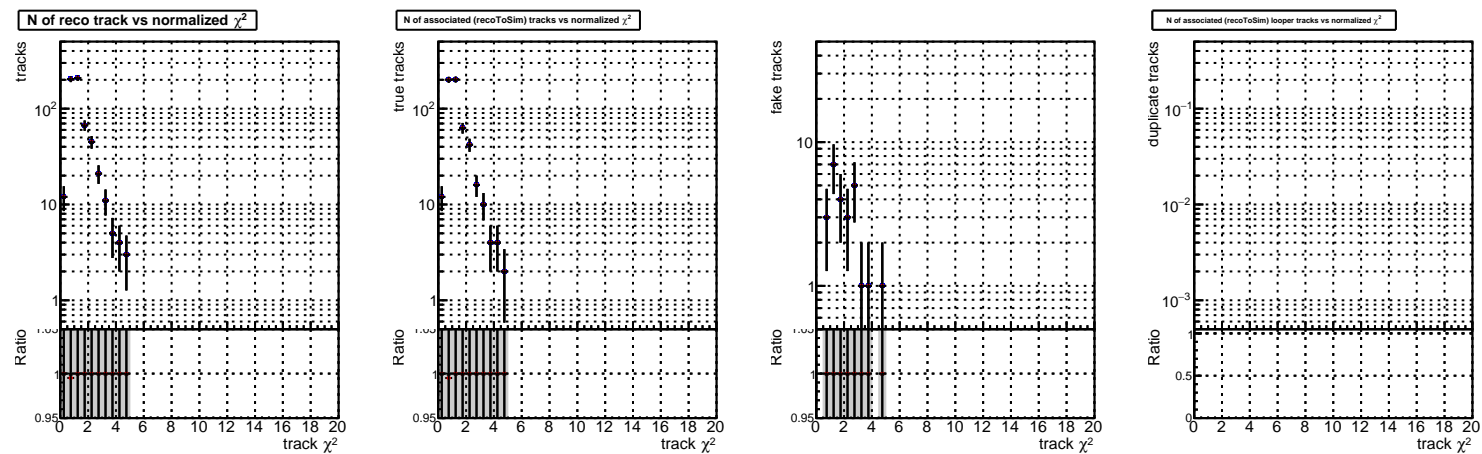 N of reco track vs normalized χ²
tracks
10²
10
1
Ratio
1.05
1
0.95
0 2 4 6 8 10 12 14 16 18 20
track χ²
N of associated (recoToSim) tracks vs normalized χ²
true tracks
10²
10
1
Ratio
1.05
1
0.95
0 2 4 6 8 10 12 14 16 18 20
track χ²
fake tracks
10
1
Ratio
1.05
1
0.95
0 2 4 6 8 10 12 14 16 18 20
track χ²
N of associated (recoToSim) looper tracks vs normalized χ²
duplicate tracks
10⁻¹
10⁻²
10⁻³
Ratio
1
0.5
0
0 2 4 6 8 10 12 14 16 18 20
track χ²